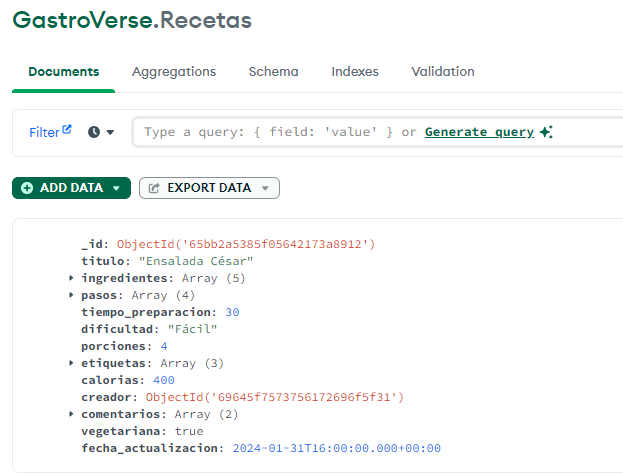 GastroVerse.Recetas
Documents Aggregations Schema Indexes Validation
Filter Type a query: { field: 'value' } or Generate query
ADD DATA EXPORT DATA
_id: ObjectId('65bb2a5385f05642173a8912')
titulo: "Ensalada César"
ingredientes: Array (5)
pasos: Array (4)
tiempo_preparacion: 30
dificultad: "Fácil"
porciones: 4
etiquetas: Array (3)
calorias: 400
creador: ObjectId('69645f7573756172696f5f31')
comentarios: Array (2)
vegetariana: true
fecha_actualizacion: 2024-01-31T16:00:00.000+00:00